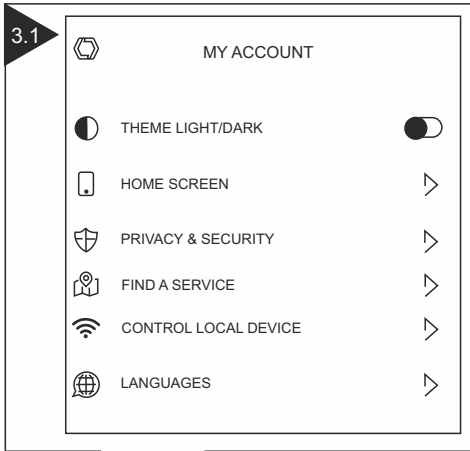 3.1
MY ACCOUNT
THEME LIGHT/DARK
HOME SCREEN
PRIVACY & SECURITY
FIND A SERVICE
CONTROL LOCAL DEVICE
LANGUAGES